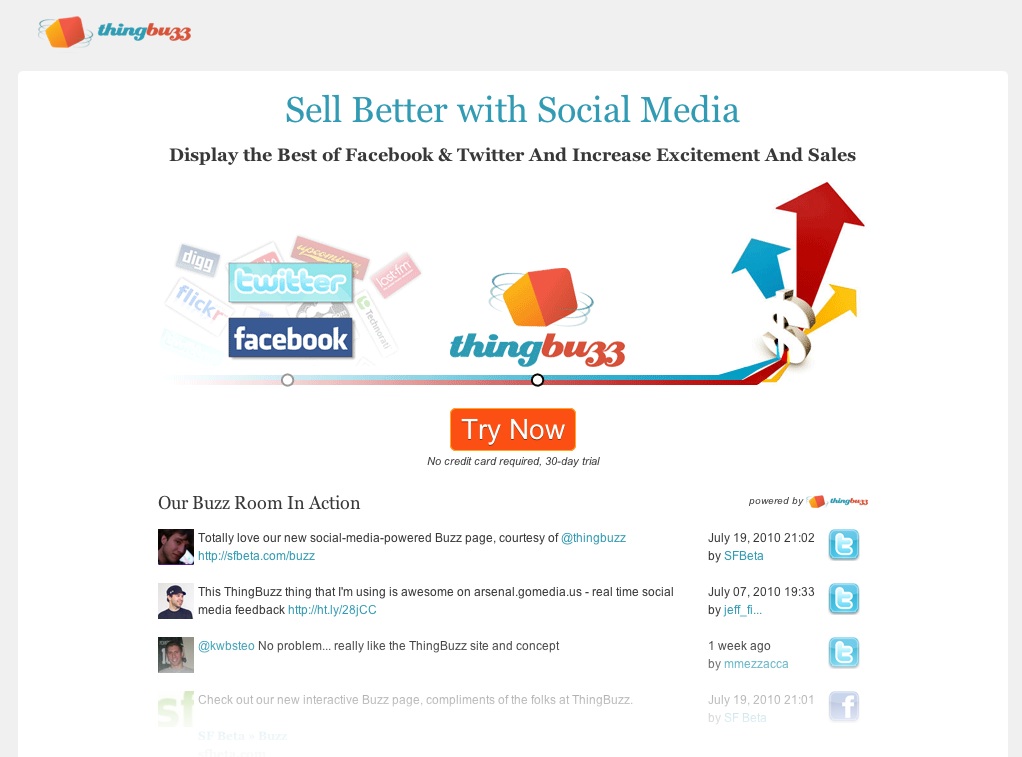 thingbuzz
Sell Better with Social Media
Display the Best of Facebook & Twitter And Increase Excitement And Sales
digg
upcoming
lost·fm
twitter
flickr
Technorati
facebook
thingbuzz
$
Try Now
No credit card required, 30-day trial
Our Buzz Room In Action
powered by thingbuzz
Totally love our new social-media-powered Buzz page, courtesy of @thingbuzz
http://sfbeta.com/buzz
July 19, 2010 21:02
by SFBeta
t
This ThingBuzz thing that I'm using is awesome on arsenal.gomedia.us - real time social
media feedback http://ht.ly/28jCC
July 07, 2010 19:33
by jeff_fi...
t
@kwbsteo No problem... really like the ThingBuzz site and concept
1 week ago
by mmezzacca
t
sf
Check out our new interactive Buzz page, compliments of the folks at ThingBuzz.
July 19, 2010 21:01
by SF Beta
f
SF Beta + Buzz
sfbeta.com